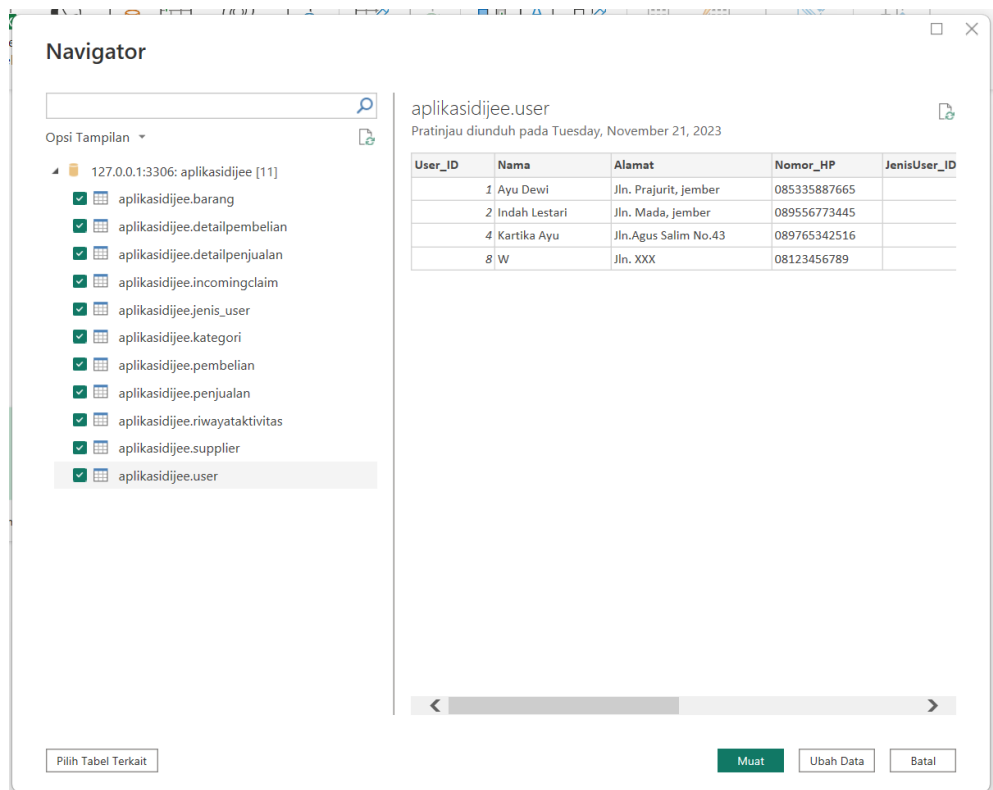 Navigator
Opsi Tampilan
127.0.0.1:3306: aplikasidijee [11]
aplikasidijee.barang
aplikasidijee.detailpembelian
aplikasidijee.detailpenjualan
aplikasidijee.incomingclaim
aplikasidijee.jenis_user
aplikasidijee.kategori
aplikasidijee.pembelian
aplikasidijee.penjualan
aplikasidijee.riwayataktivitas
aplikasidijee.supplier
aplikasidijee.user
aplikasidijee.user
Pratinjau diunduh pada Tuesday, November 21, 2023
User_ID Nama Alamat Nomor_HP JenisUser_ID
1 Ayu Dewi Jln. Prajurit, jember 085335887665
2 Indah Lestari Jln. Mada, jember 089556773445
4 Kartika Ayu Jln.Agus Salim No.43 089765342516
8 W Jln. XXX 08123456789
Pilih Tabel Terkait Muat Ubah Data Batal